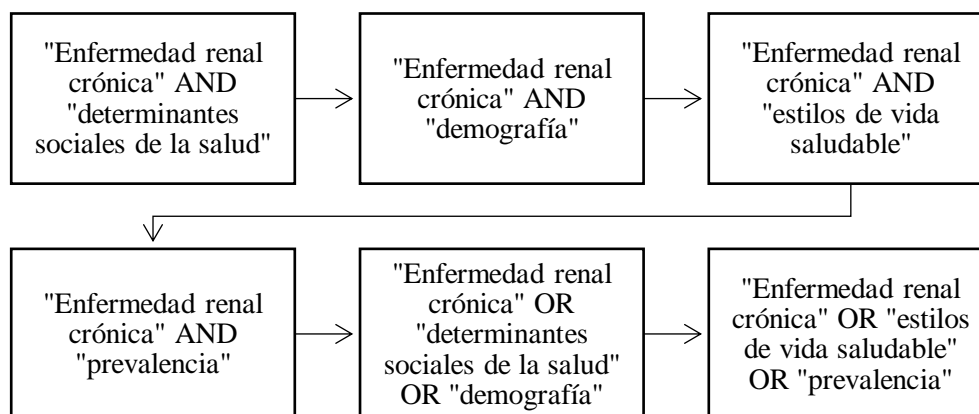 "Enfermedad renal
crónica" AND
"determinantes
sociales de la salud"
"Enfermedad renal
crónica" AND
"demografía"
"Enfermedad renal
crónica" AND
"estilos de vida
saludable"
"Enfermedad renal
crónica" AND
"prevalencia"
"Enfermedad renal
crónica" OR
"determinantes
sociales de la salud"
OR "demografía"
"Enfermedad renal
crónica" OR "estilos
de vida saludable"
OR "prevalencia"